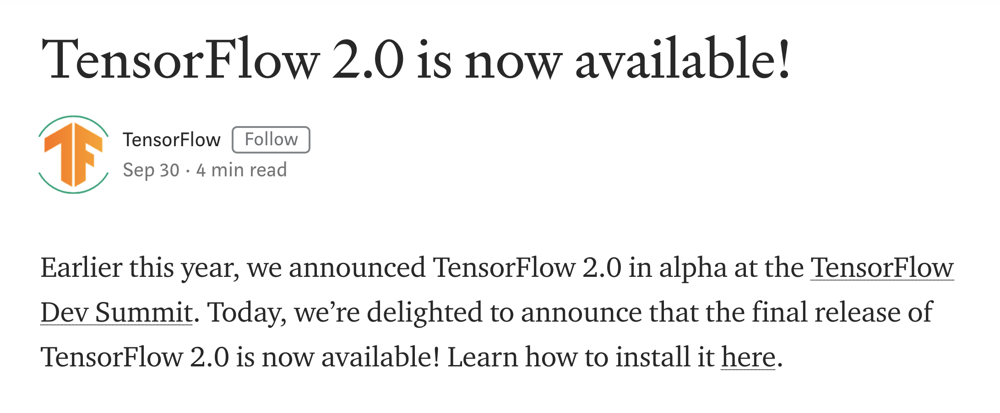 TensorFlow 2.0 is now available!
TensorFlow Follow
Sep 30 · 4 min read
Earlier this year, we announced TensorFlow 2.0 in alpha at the TensorFlow
Dev Summit. Today, we’re delighted to announce that the final release of
TensorFlow 2.0 is now available! Learn how to install it here.